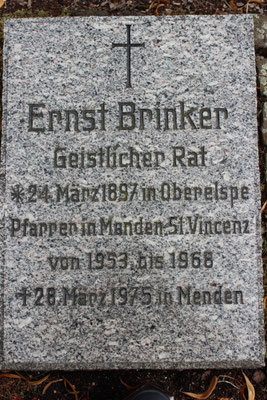 Ernst Brinker
Geistlicher Rat
*24. März 1897 in Oberelspe
Pfarrer in Menden, St. Vincenz
von 1953 bis 1968
† 28. März 1975 in Menden